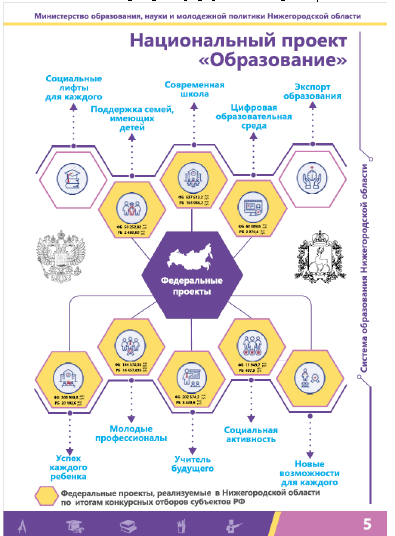 Министерство образования, науки и молодежной политики Нижегородской области
Национальный проект
«Образование»
Социальные
лифты
для каждого
Поддержка семей,
имеющих
детей
Современная
школа
Цифровая
образовательная
среда
Экспорт
образования
Федеральные
проекты
Система образования Нижегородской области
Успех
каждого
ребенка
Молодые
профессионалы
Учитель
будущего
Социальная
активность
Новые
возможности
для каждого
Федеральные проекты, реализуемые в Нижегородской области
по итогам конкурсных отборов субъектов РФ
5